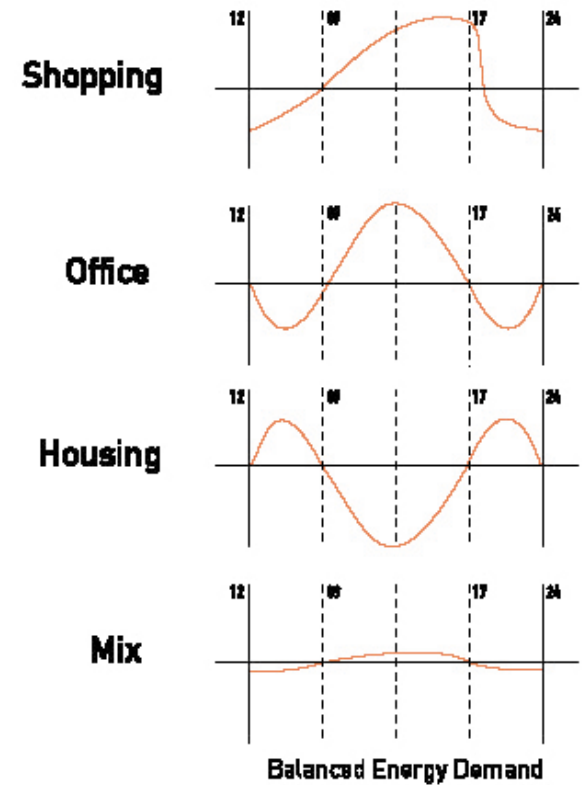 12 17 24
Shopping
12 17 24
Office
12 17 24
Housing
12 17 24
Mix
Balanced Energy Demand